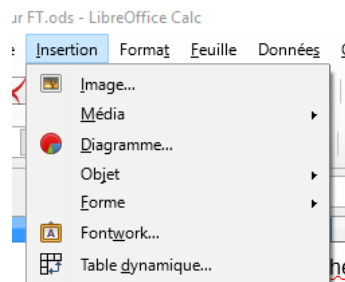 ur FT.ods - LibreOffice Calc
Insertion Format Feuille Données
Image...
Média
Diagramme...
Objet
Forme
Fontwork...
Table dynamique...